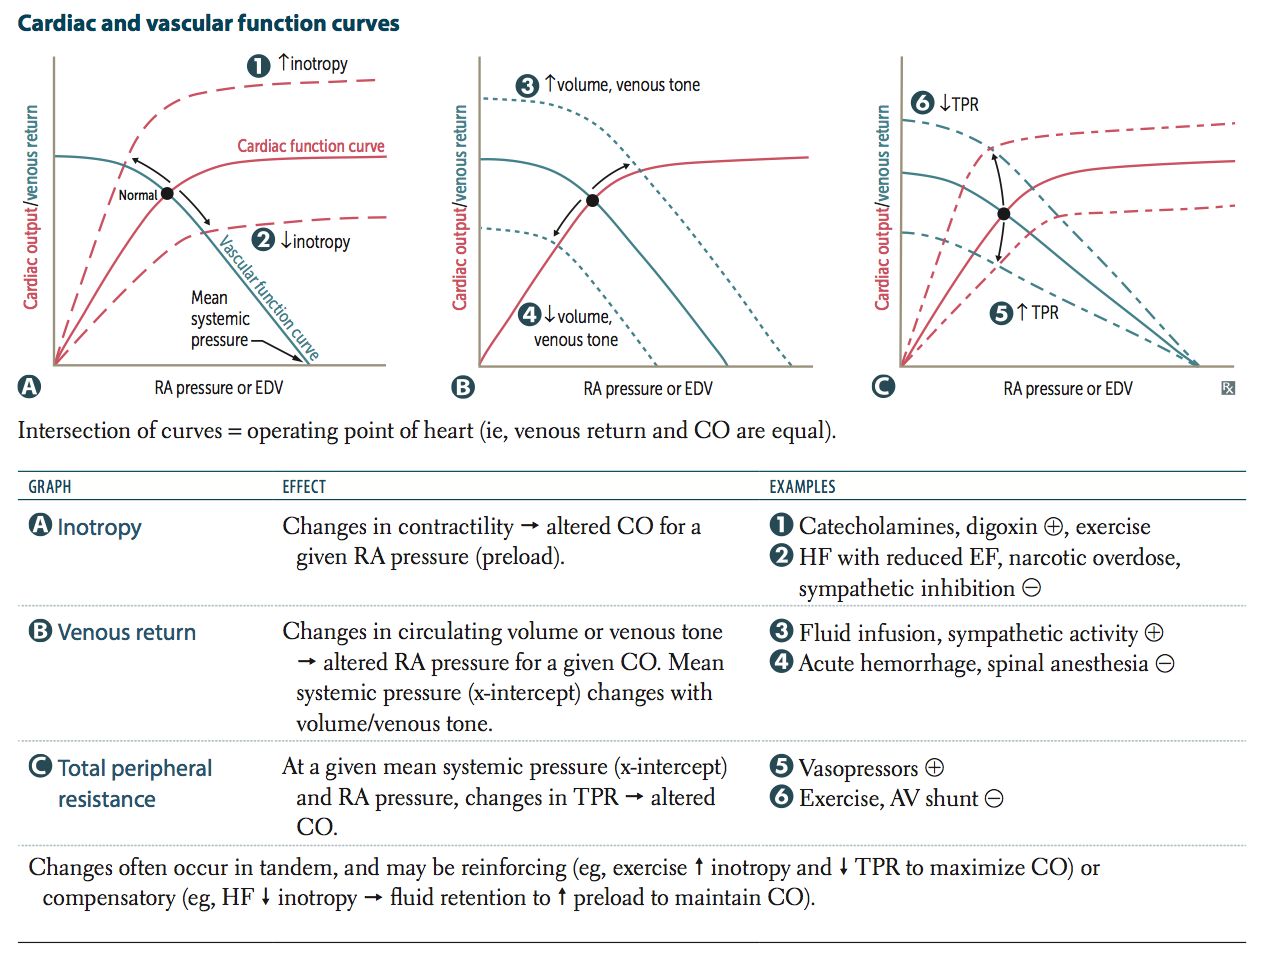 Cardiac and vascular function curves
Cardiac output/venous return
1 ↑inotropy
Cardiac function curve
Normal
2 ↓inotropy
Vascular function curve
Mean
systemic
pressure
A
RA pressure or EDV
Cardiac output/venous return
3 ↑volume, venous tone
4 ↓volume,
venous tone
B
RA pressure or EDV
Cardiac output/venous return
6 ↓TPR
5 ↑ TPR
C
RA pressure or EDV
Rx
Intersection of curves = operating point of heart (ie, venous return and CO are equal).
GRAPH EFFECT EXAMPLES
A Inotropy
Changes in contractility → altered CO for a
given RA pressure (preload).
1 Catecholamines, digoxin ⊕, exercise
2 HF with reduced EF, narcotic overdose,
sympathetic inhibition ⊖
B Venous return
Changes in circulating volume or venous tone
→ altered RA pressure for a given CO. Mean
systemic pressure (x-intercept) changes with
volume/venous tone.
3 Fluid infusion, sympathetic activity ⊕
4 Acute hemorrhage, spinal anesthesia ⊖
C Total peripheral
resistance
At a given mean systemic pressure (x-intercept)
and RA pressure, changes in TPR → altered
CO.
5 Vasopressors ⊕
6 Exercise, AV shunt ⊖
Changes often occur in tandem, and may be reinforcing (eg, exercise ↑ inotropy and ↓ TPR to maximize CO) or
compensatory (eg, HF ↓ inotropy → fluid retention to ↑ preload to maintain CO).